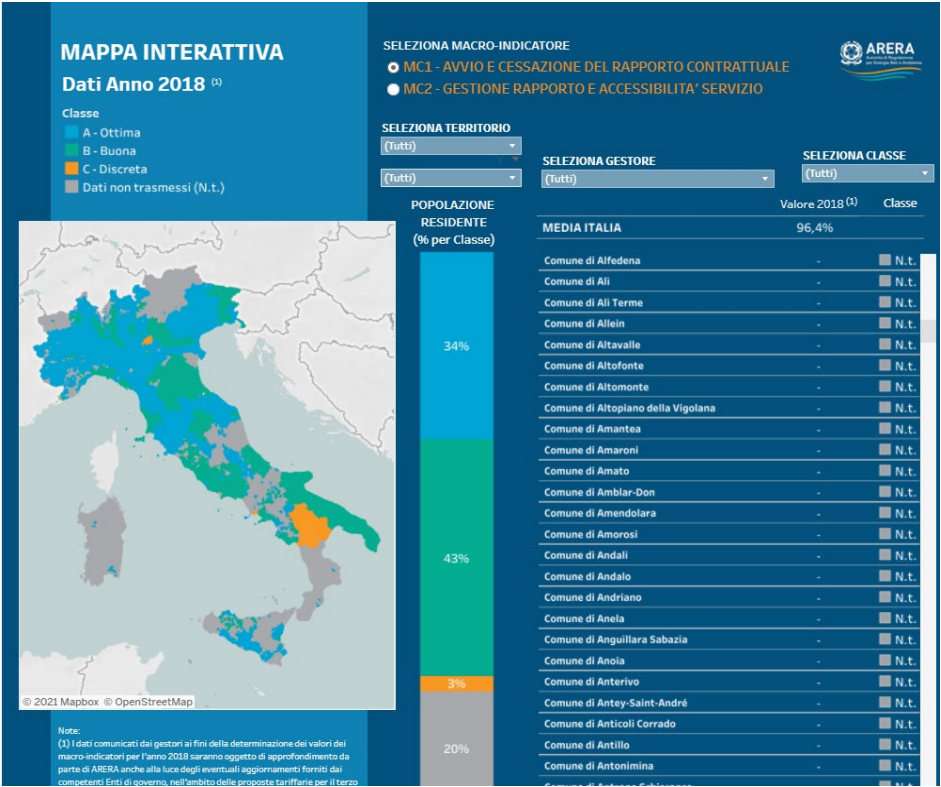 MAPPA INTERATTIVA
Dati Anno 2018 (1)
Classe
A - Ottima
B - Buona
C - Discreta
Dati non trasmessi (N.t.)
SELEZIONA MACRO-INDICATORE
MC1 - AVVIO E CESSAZIONE DEL RAPPORTO CONTRATTUALE
MC2 - GESTIONE RAPPORTO E ACCESSIBILITA' SERVIZIO
ARERA
Autorità di Regolazione
per Energia Reti e Ambiente
SELEZIONA TERRITORIO
(Tutti)
(Tutti)
SELEZIONA GESTORE
(Tutti)
SELEZIONA CLASSE
(Tutti)
POPOLAZIONE
RESIDENTE
(% per Classe)
34%
43%
3%
20%
Valore 2018 (1) Classe
MEDIA ITALIA 96,4%
Comune di Alfedena - N.t.
Comune di Alì - N.t.
Comune di Alì Terme - N.t.
Comune di Allein - N.t.
Comune di Altavalle - N.t.
Comune di Altofonte - N.t.
Comune di Altomonte - N.t.
Comune di Altopiano della Vigolana - N.t.
Comune di Amantea - N.t.
Comune di Amaroni - N.t.
Comune di Amato - N.t.
Comune di Amblar-Don - N.t.
Comune di Amendolara - N.t.
Comune di Amorosi - N.t.
Comune di Andali - N.t.
Comune di Andalo - N.t.
Comune di Andriano - N.t.
Comune di Anela - N.t.
Comune di Anguillara Sabazia - N.t.
Comune di Anoia - N.t.
Comune di Anterivo - N.t.
Comune di Antey-Saint-André - N.t.
Comune di Anticoli Corrado - N.t.
Comune di Antillo - N.t.
Comune di Antonimina - N.t.
© 2021 Mapbox © OpenStreetMap
Note:
(1) I dati comunicati dai gestori ai fini della determinazione dei valori dei
macro-indicatori per l'anno 2018 saranno oggetto di approfondimento da
parte di ARERA anche alla luce degli eventuali aggiornamenti forniti dai
competenti Enti di governo, nell'ambito delle proposte tariffarie per il terzo